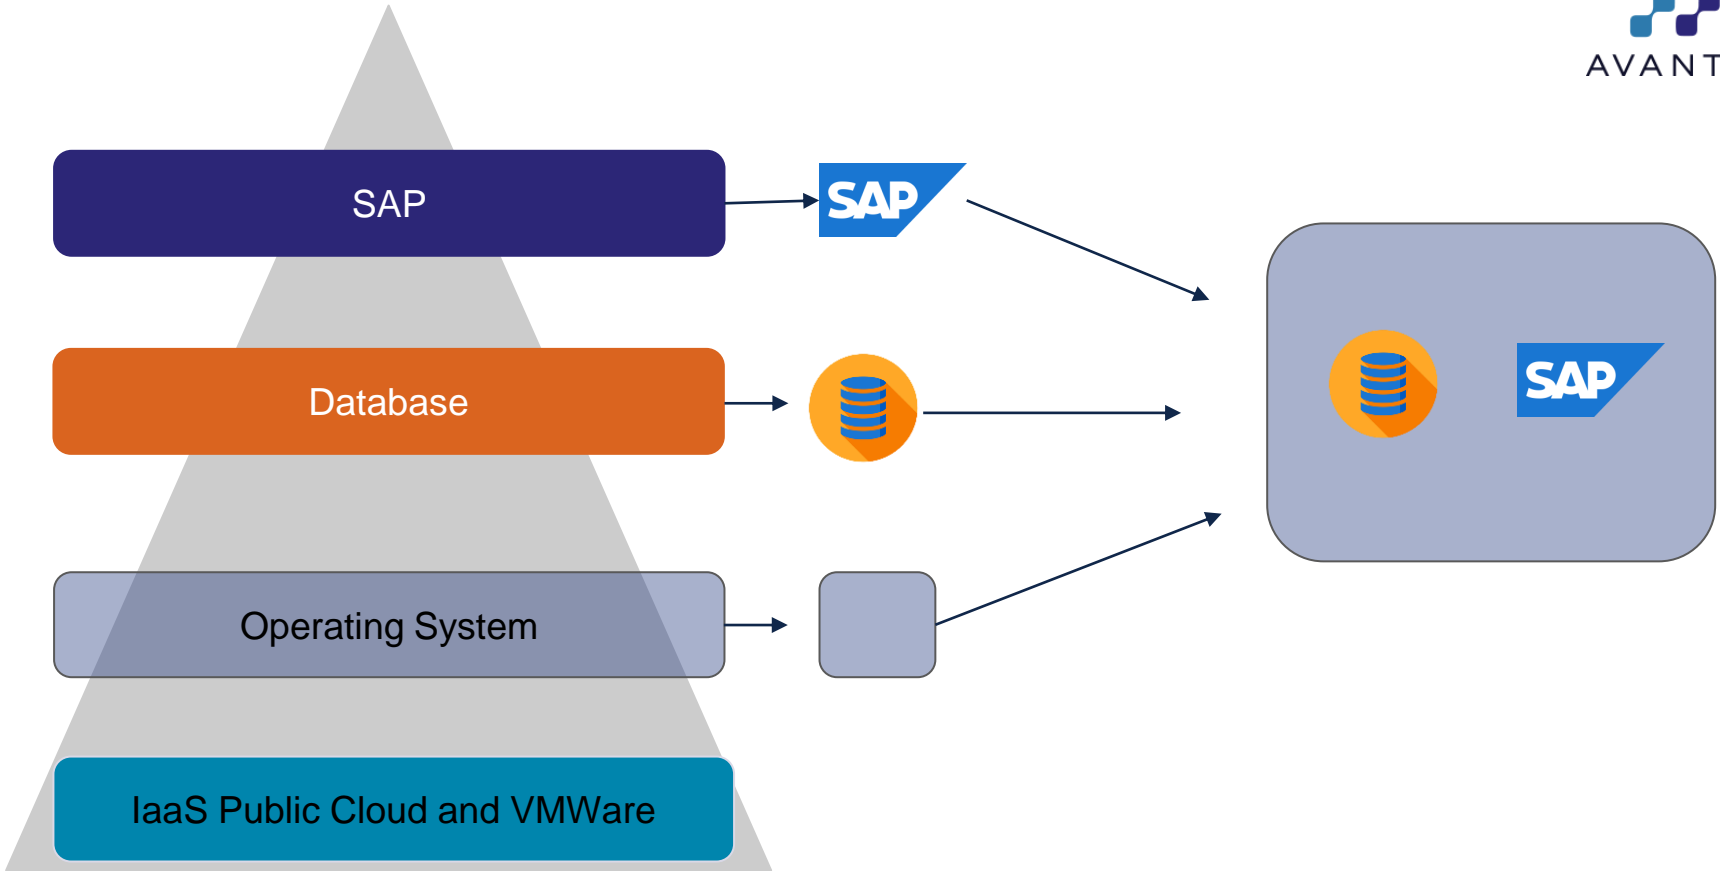 AVANT
SAP
SAP
SAP
Database
Operating System
IaaS Public Cloud and VMWare